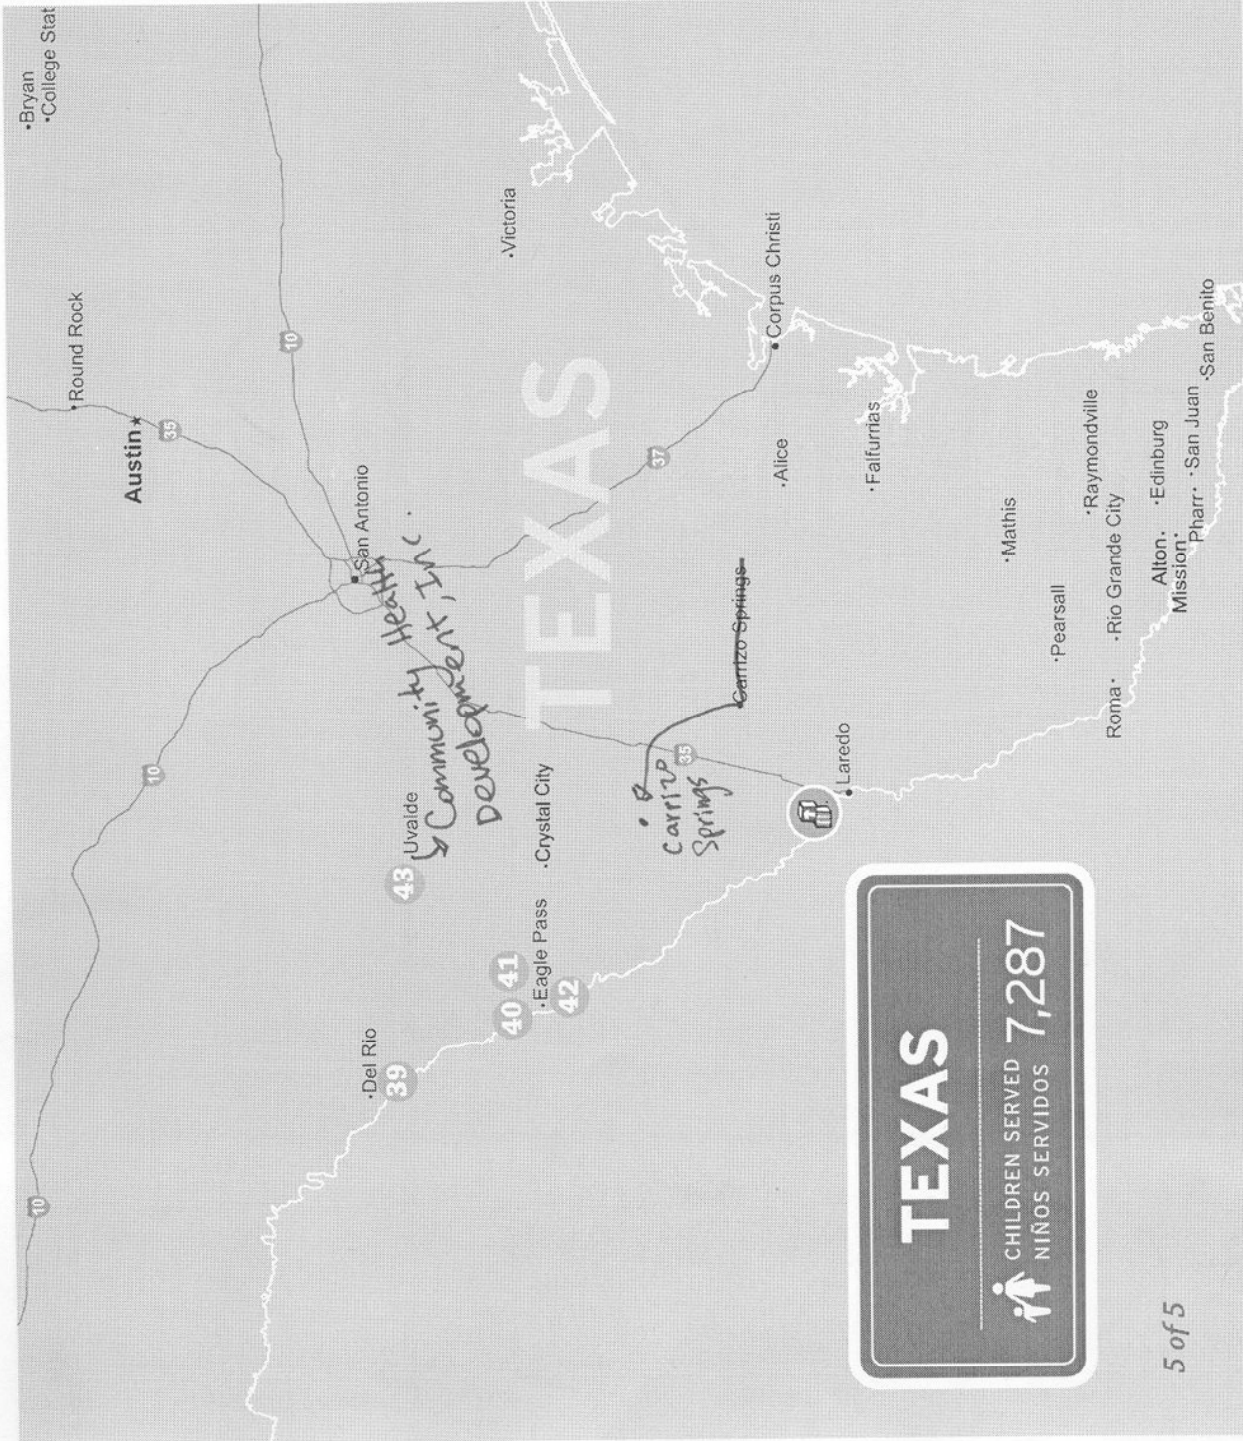 •Bryan
•College Stat
•Round Rock
Austin★
10
35
10
10
San Antonio
Community Health
Development, Inc.
•Victoria
TEXAS
37
•Del Rio
39
43
Uvalde
40
41
•Eagle Pass
42
•Crystal City
Carrizo
Springs
35
Carrizo Springs
•Corpus Christi
•Alice
•Falfurrias
•Laredo
•Mathis
•Pearsall
•Raymondville
•Rio Grande City
Roma•
•Edinburg
Alton•
Mission•
Pharr•
•San Juan
•San Benito
TEXAS
CHILDREN SERVED
NIÑOS SERVIDOS
7,287
5 of 5